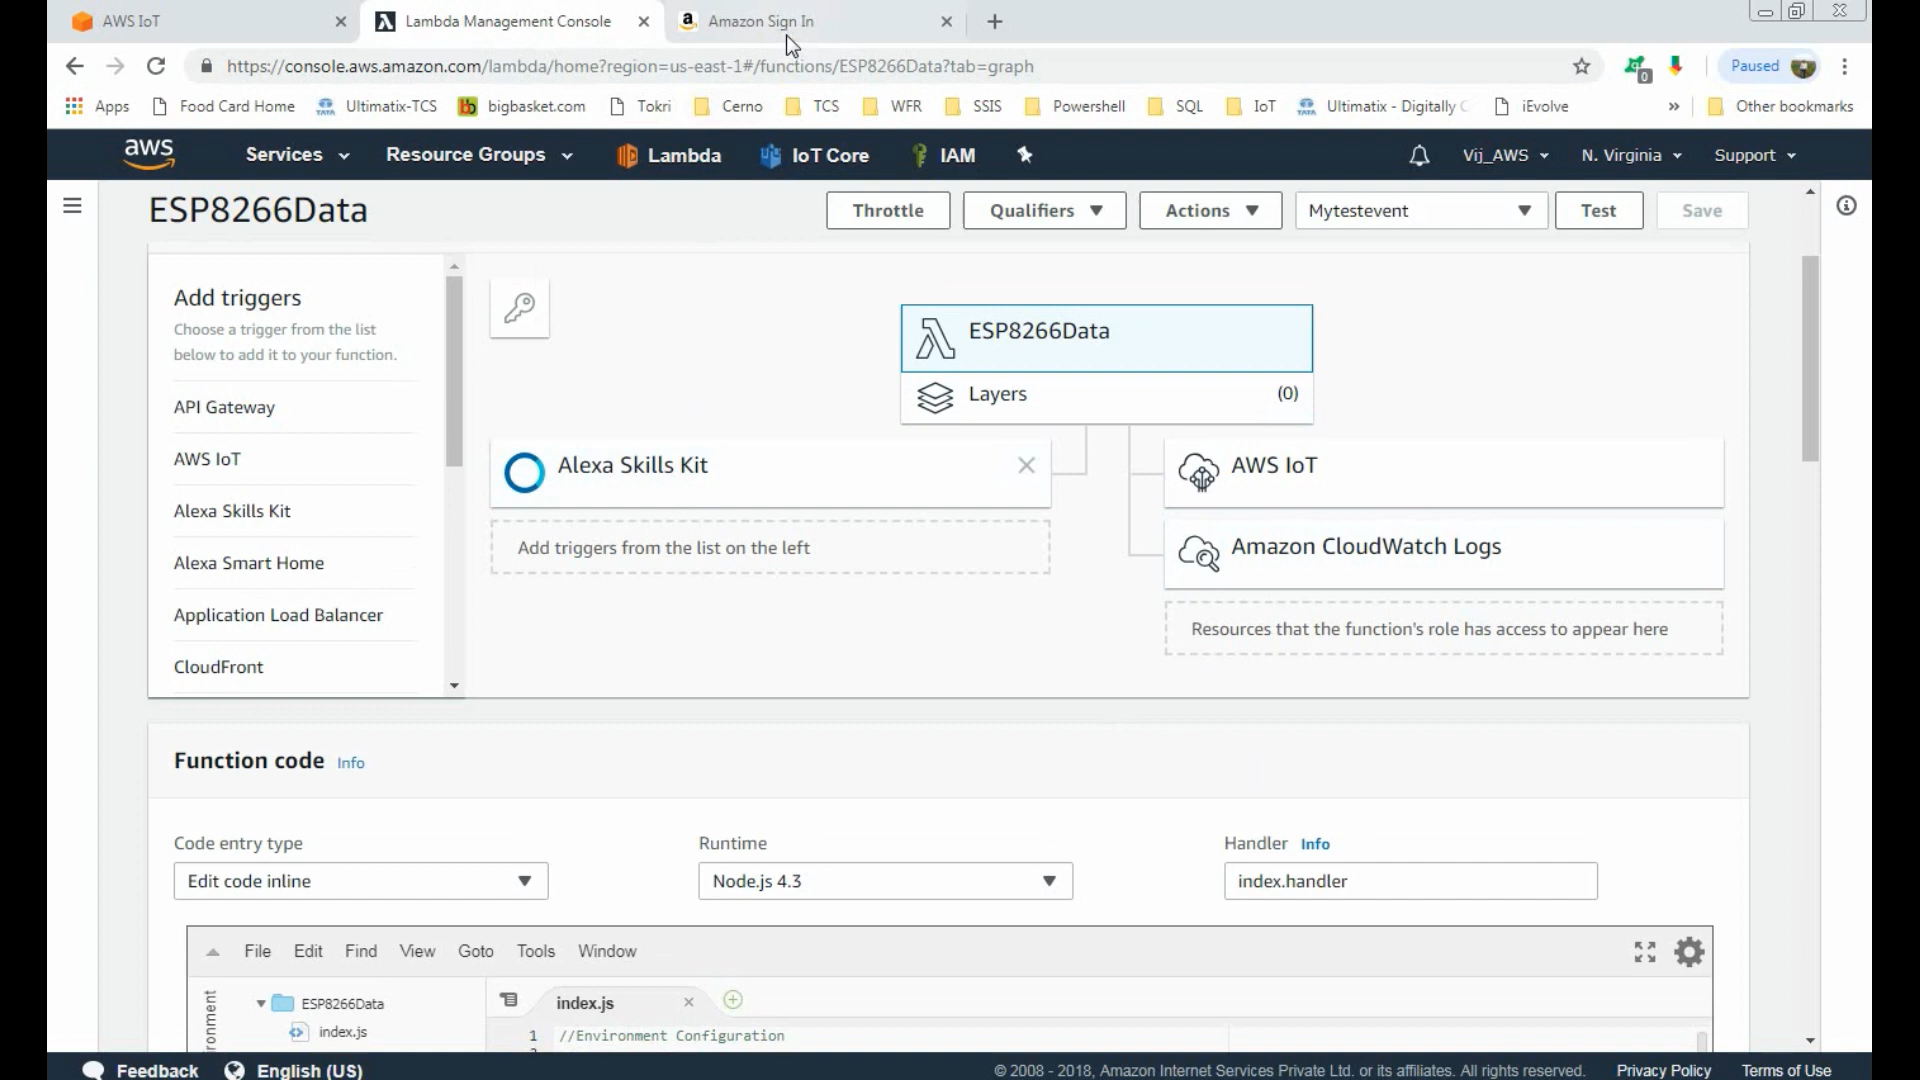 AWS IoT
Lambda Management Console
Amazon Sign In
https://console.aws.amazon.com/lambda/home?region=us-east-1#/functions/ESP8266Data?tab=graph
0
Paused
Apps
Food Card Home
Ultimatix-TCS
bb
bigbasket.com
Tokri
Cerno
TCS
WFR
SSIS
Powershell
SQL
IoT
Ultimatix - Digitally C
iEvolve
»
Other bookmarks
aws
Services
Resource Groups
Lambda
IoT Core
IAM
Vij_AWS
N. Virginia
Support
ESP8266Data
Throttle
Qualifiers
Actions
Mytestevent
Test
Save
Add triggers
Choose a trigger from the list
below to add it to your function.
API Gateway
AWS IoT
Alexa Skills Kit
Alexa Smart Home
Application Load Balancer
CloudFront
ESP8266Data
Layers
(0)
Alexa Skills Kit
Add triggers from the list on the left
AWS IoT
Amazon CloudWatch Logs
Resources that the function's role has access to appear here
Function code
Info
Code entry type
Edit code inline
Runtime
Node.js 4.3
Handler Info
index.handler
File Edit Find View Goto Tools Window
ESP8266Data
index.js
index.js
1 //Environment Configuration
Feedback
English (US)
© 2008 - 2018, Amazon Internet Services Private Ltd. or its affiliates. All rights reserved.
Privacy Policy
Terms of Use